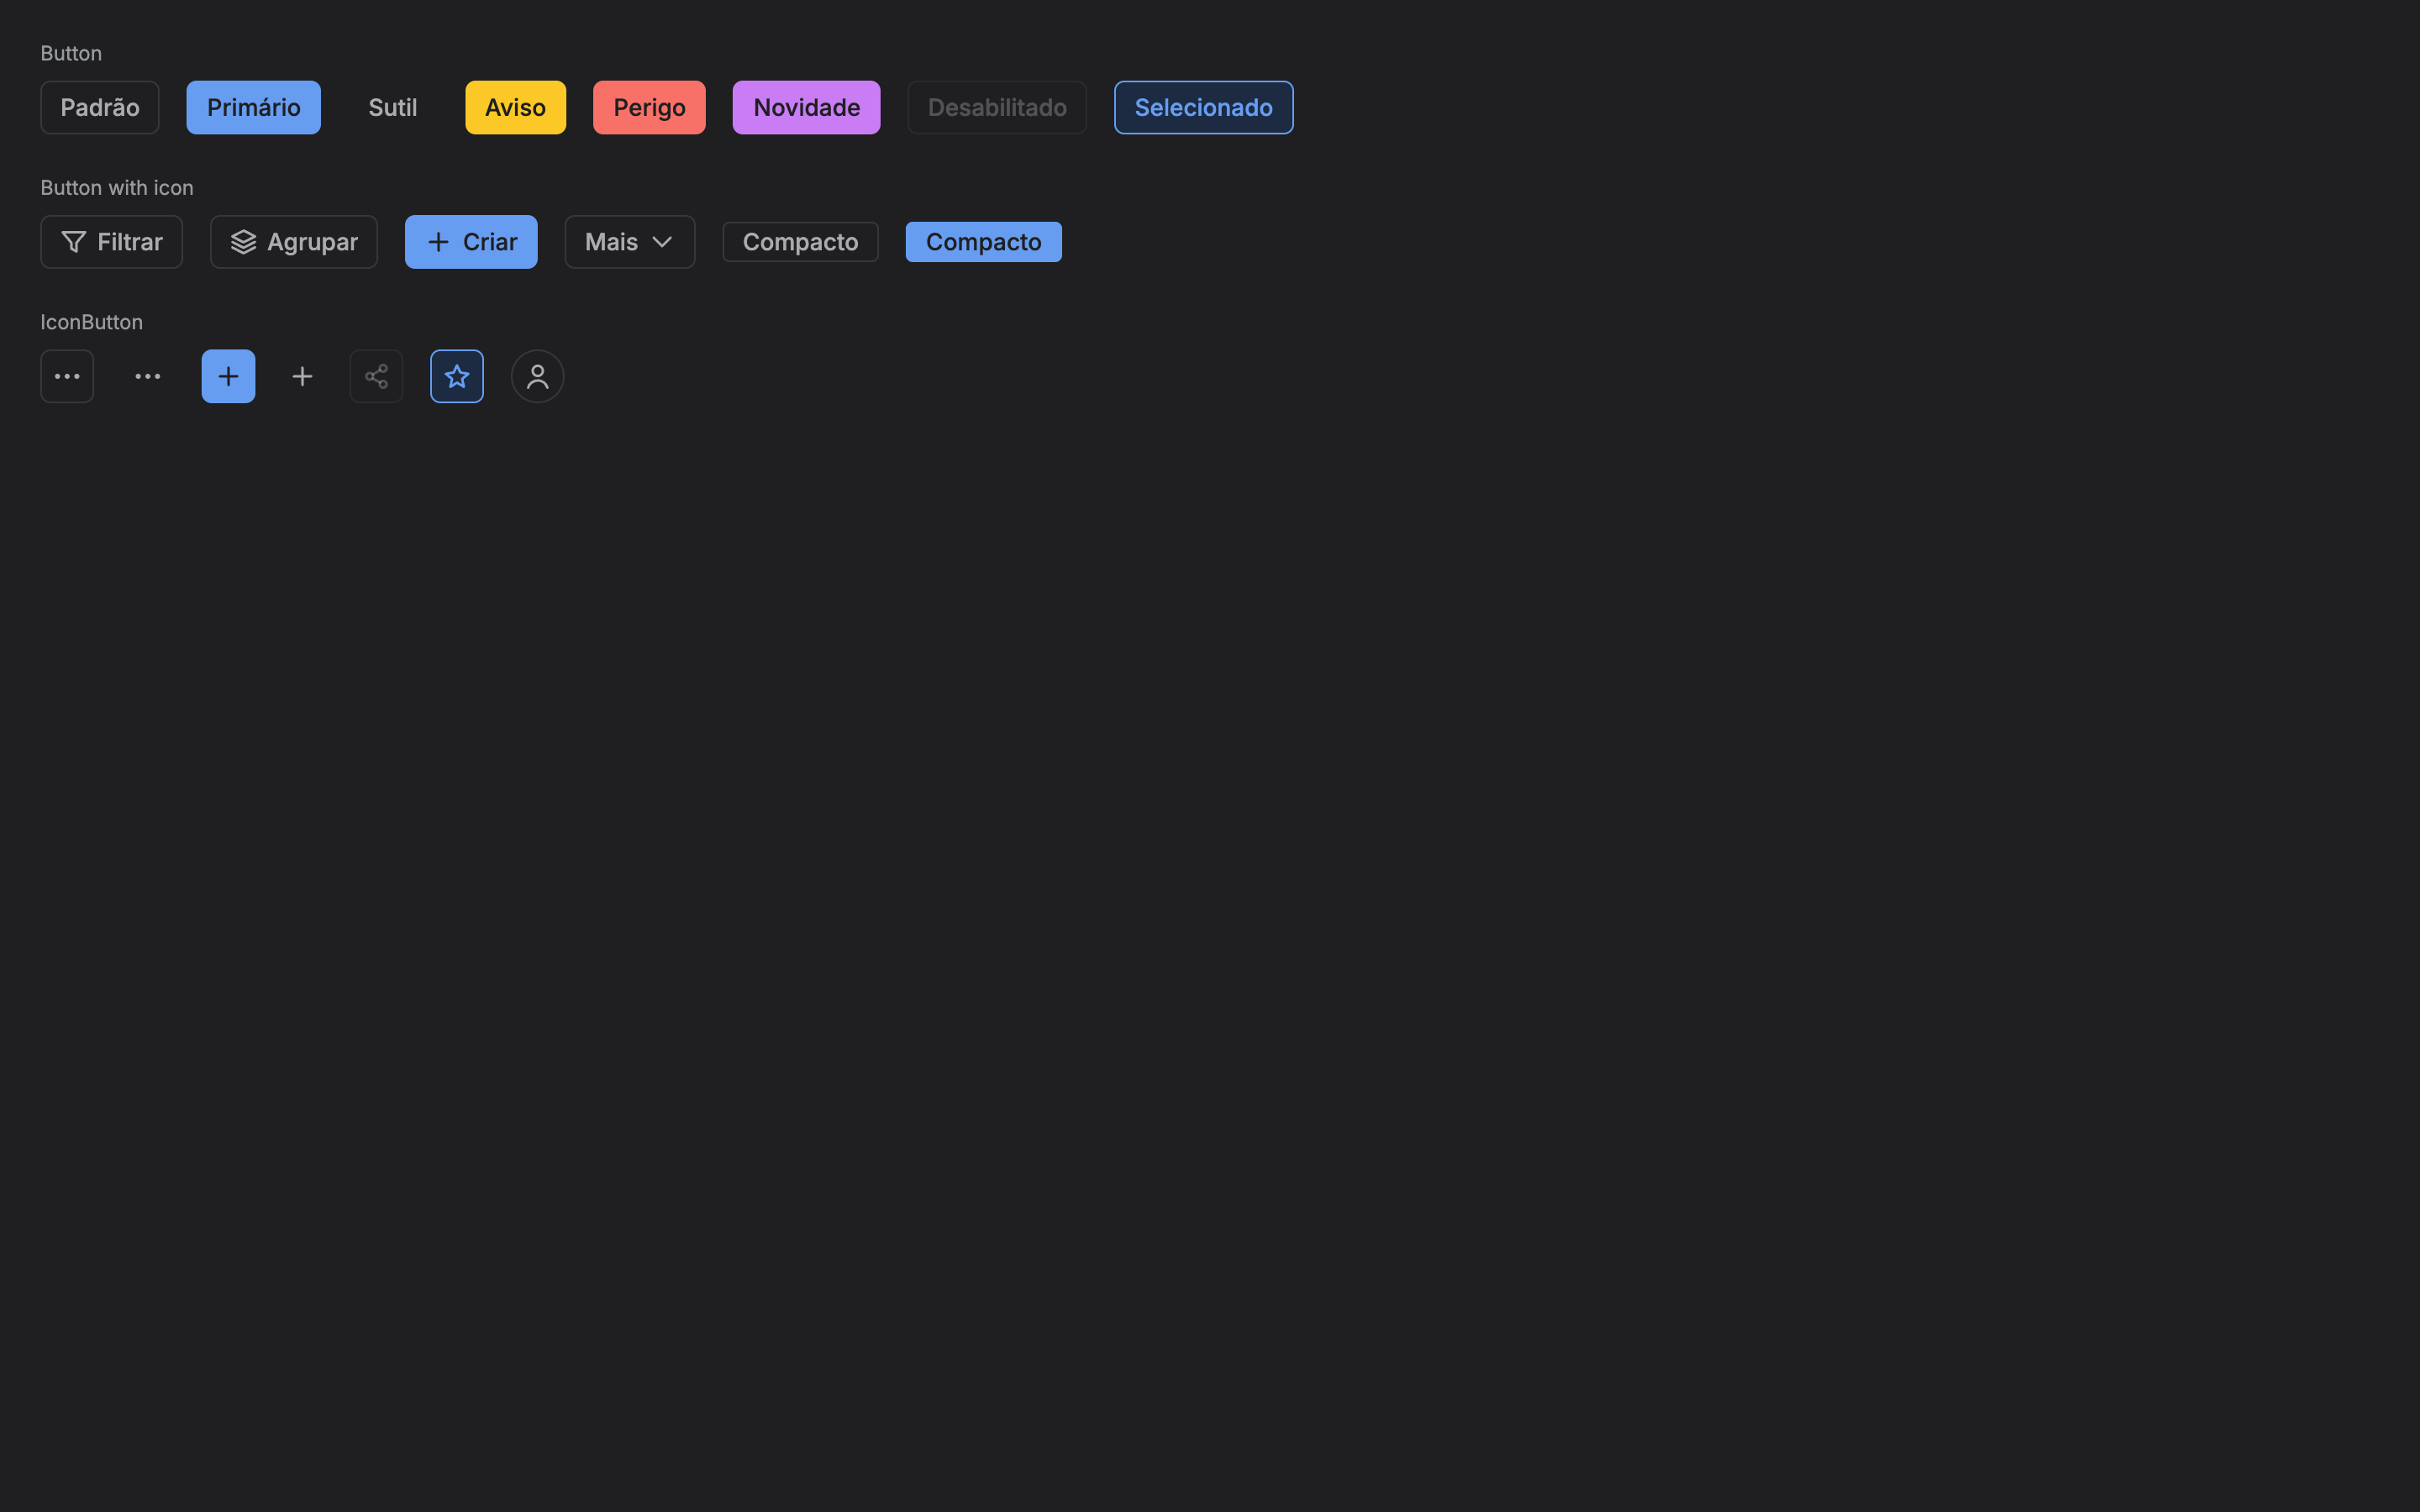 Button
Padrão Primário Sutil Aviso Perigo Novidade Desabilitado Selecionado
Button with icon
Filtrar Agrupar Criar Mais Compacto Compacto
IconButton